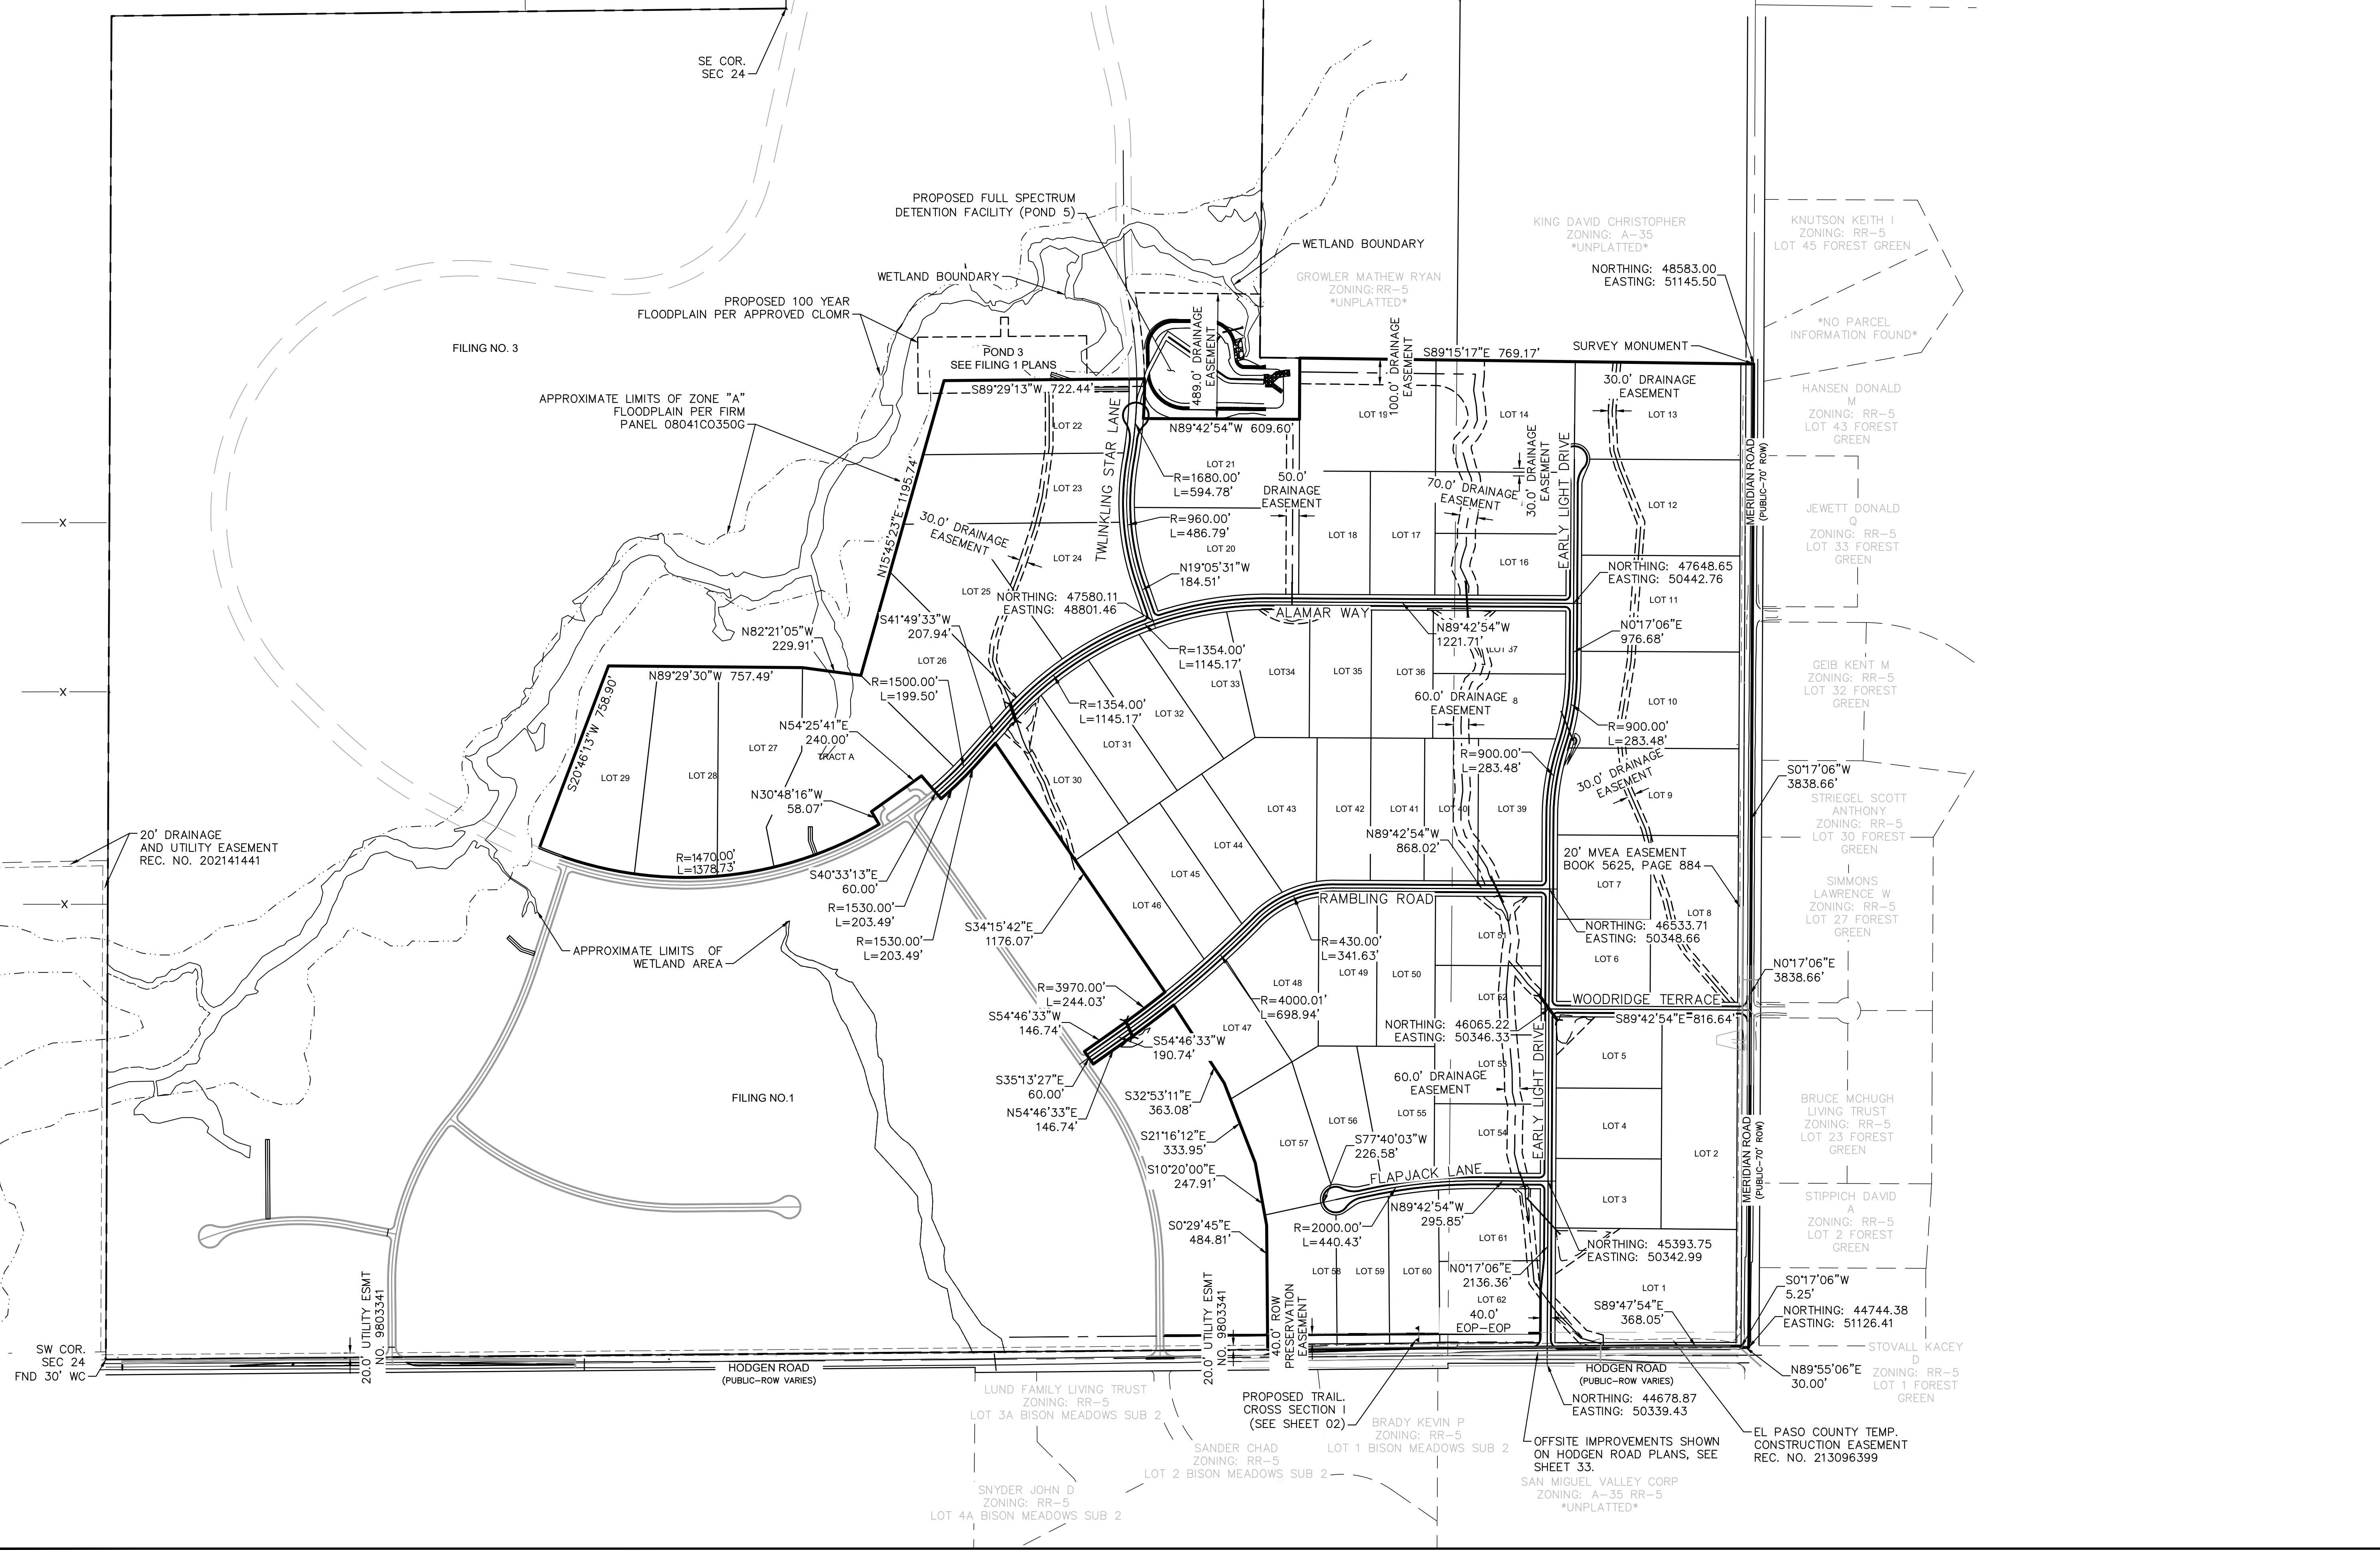 SE COR.
SEC 24
PROPOSED FULL SPECTRUM
DETENTION FACILITY (POND 5)
WETLAND BOUNDARY
WETLAND BOUNDARY
PROPOSED 100 YEAR
FLOODPLAIN PER APPROVED CLOMR
FILING NO. 3
POND 3
SEE FILING 1 PLANS
S89°29'13"W 722.44'
APPROXIMATE LIMITS OF ZONE "A"
FLOODPLAIN PER FIRM
PANEL 08041C0350G
489.0' DRAINAGE
EASEMENT
GROWLER MATHEW RYAN
ZONING: RR-5
*UNPLATTED*
KING DAVID CHRISTOPHER
ZONING: A-35
*UNPLATTED*
NORTHING: 48583.00
EASTING: 51145.50
KNUTSON KEITH I
ZONING: RR-5
LOT 45 FOREST GREEN
*NO PARCEL
INFORMATION FOUND*
SURVEY MONUMENT
S89°15'17"E 769.17'
100.0' DRAINAGE
EASEMENT
30.0' DRAINAGE
EASEMENT
HANSEN DONALD
M
ZONING: RR-5
LOT 43 FOREST
GREEN
LOT 22
TWLINKLING STAR LANE
N89°42'54"W 609.60'
LOT 19
LOT 14
LOT 13
MERIDIAN ROAD
(PUBLIC-70' ROW)
N15°45'23"E-1195.74'
LOT 23
LOT 21
R=1680.00'
L=594.78'
50.0'
DRAINAGE
EASEMENT
70.0' DRAINAGE
EASEMENT
30.0' DRAINAGE
EASEMENT
EARLY LIGHT DRIVE
LOT 12
JEWETT DONALD
Q
ZONING: RR-5
LOT 33 FOREST
GREEN
X
30.0' DRAINAGE
EASEMENT
R=960.00'
L=486.79'
LOT 20
LOT 18
LOT 17
LOT 16
LOT 24
N19°05'31"W
184.51'
NORTHING: 47648.65
EASTING: 50442.76
LOT 25
NORTHING: 47580.11
EASTING: 48801.46
LOT 11
ALAMAR WAY
S41°49'33"W
207.94'
N82°21'05"W
229.91'
N89°42'54"W
1221.71'
N0°17'06"E
976.68'
LOT 26
R=1354.00'
L=1145.17'
LOT34
LOT 35
LOT 36
LOT 37
GEIB KENT M
ZONING: RR-5
LOT 32 FOREST
GREEN
X
N89°29'30"W 757.49'
R=1500.00'
L=199.50'
S20°46'13"W 758.90'
LOT 33
R=1354.00'
L=1145.17'
LOT 32
60.0' DRAINAGE
EASEMENT
8
LOT 10
N54°25'41"E
240.00'
R=900.00'
L=283.48'
LOT 27
TRACT A
LOT 28
LOT 29
LOT 31
LOT 30
R=900.00'
L=283.48'
30.0' DRAINAGE
EASEMENT
S0°17'06"W
3838.66'
N30°48'16"W
58.07'
LOT 43
LOT 42
LOT 41
LOT 40
LOT 39
LOT 9
STRIEGEL SCOTT
ANTHONY
ZONING: RR-5
LOT 30 FOREST
GREEN
20' DRAINAGE
AND UTILITY EASEMENT
REC. NO. 202141441
R=1470.00'
L=1378.73'
LOT 44
N89°42'54"W
868.02'
20' MVEA EASEMENT
BOOK 5625, PAGE 884
S40°33'13"E
60.00'
LOT 45
LOT 7
SIMMONS
LAWRENCE W
ZONING: RR-5
LOT 27 FOREST
GREEN
X
R=1530.00'
L=203.49'
LOT 46
RAMBLING ROAD
LOT 8
S34°15'42"E
1176.07'
R=1530.00'
L=203.49'
APPROXIMATE LIMITS OF
WETLAND AREA
R=430.00'
L=341.63'
LOT 51
NORTHING: 46533.71
EASTING: 50348.66
LOT 6
LOT 48
LOT 49
LOT 50
N0°17'06"E
3838.66'
R=3970.00'
L=244.03'
R=4000.01'
L=698.94'
LOT 52
WOODRIDGE TERRACE
S54°46'33"W
146.74'
LOT 47
NORTHING: 46065.22
EASTING: 50346.33
S89°42'54"E 816.64'
S54°46'33"W
190.74'
EARLY LIGHT DRIVE
LOT 5
S35°13'27"E
60.00'
LOT 53
60.0' DRAINAGE
EASEMENT
FILING NO.1
N54°46'33"E
146.74'
S32°53'11"E
363.08'
LOT 56
LOT 55
LOT 54
LOT 4
BRUCE MCHUGH
LIVING TRUST
ZONING: RR-5
LOT 23 FOREST
GREEN
S21°16'12"E
333.95'
LOT 57
S77°40'03"W
226.58'
LOT 2
MERIDIAN ROAD
(PUBLIC-70' ROW)
S10°20'00"E
247.91'
FLAPJACK LANE
LOT 3
STIPPICH DAVID
A
ZONING: RR-5
LOT 2 FOREST
GREEN
N89°42'54"W
295.85'
S0°29'45"E
484.81'
R=2000.00'
L=440.43'
LOT 61
NORTHING: 45393.75
EASTING: 50342.99
LOT 58
LOT 59
LOT 60
N0°17'06"E
2136.36'
LOT 1
S0°17'06"W
5.25'
20.0' UTILITY ESMT
NO. 9803341
20.0' UTILITY ESMT
NO. 9803341
40.0' ROW
PRESERVATION
EASEMENT
LOT 62
40.0'
EOP-EOP
S89°47'54"E
368.05'
NORTHING: 44744.38
EASTING: 51126.41
SW COR.
SEC 24
FND 30' WC
HODGEN ROAD
(PUBLIC-ROW VARIES)
HODGEN ROAD
(PUBLIC-ROW VARIES)
N89°55'06"E
30.00'
STOVALL KACEY
D
ZONING: RR-5
LOT 1 FOREST
GREEN
LUND FAMILY LIVING TRUST
ZONING: RR-5
LOT 3A BISON MEADOWS SUB 2
PROPOSED TRAIL.
CROSS SECTION I
(SEE SHEET 02)
NORTHING: 44678.87
EASTING: 50339.43
BRADY KEVIN P
ZONING: RR-5
LOT 1 BISON MEADOWS SUB 2
SANDER CHAD
ZONING: RR-5
LOT 2 BISON MEADOWS SUB 2
OFFSITE IMPROVEMENTS SHOWN
ON HODGEN ROAD PLANS, SEE
SHEET 33.
EL PASO COUNTY TEMP.
CONSTRUCTION EASEMENT
REC. NO. 213096399
SNYDER JOHN D
ZONING: RR-5
LOT 4A BISON MEADOWS SUB 2
SAN MIGUEL VALLEY CORP
ZONING: A-35 RR-5
*UNPLATTED*